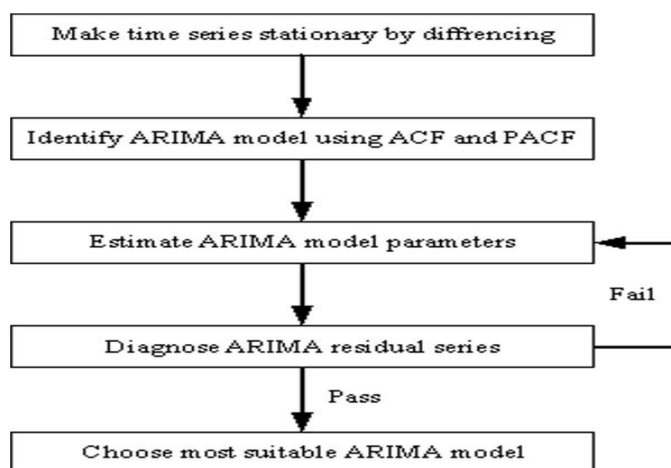 Make time series stationary by diffrencing
Identify ARIMA model using ACF and PACF
Estimate ARIMA model parameters
Fail
Diagnose ARIMA residual series
Pass
Choose most suitable ARIMA model